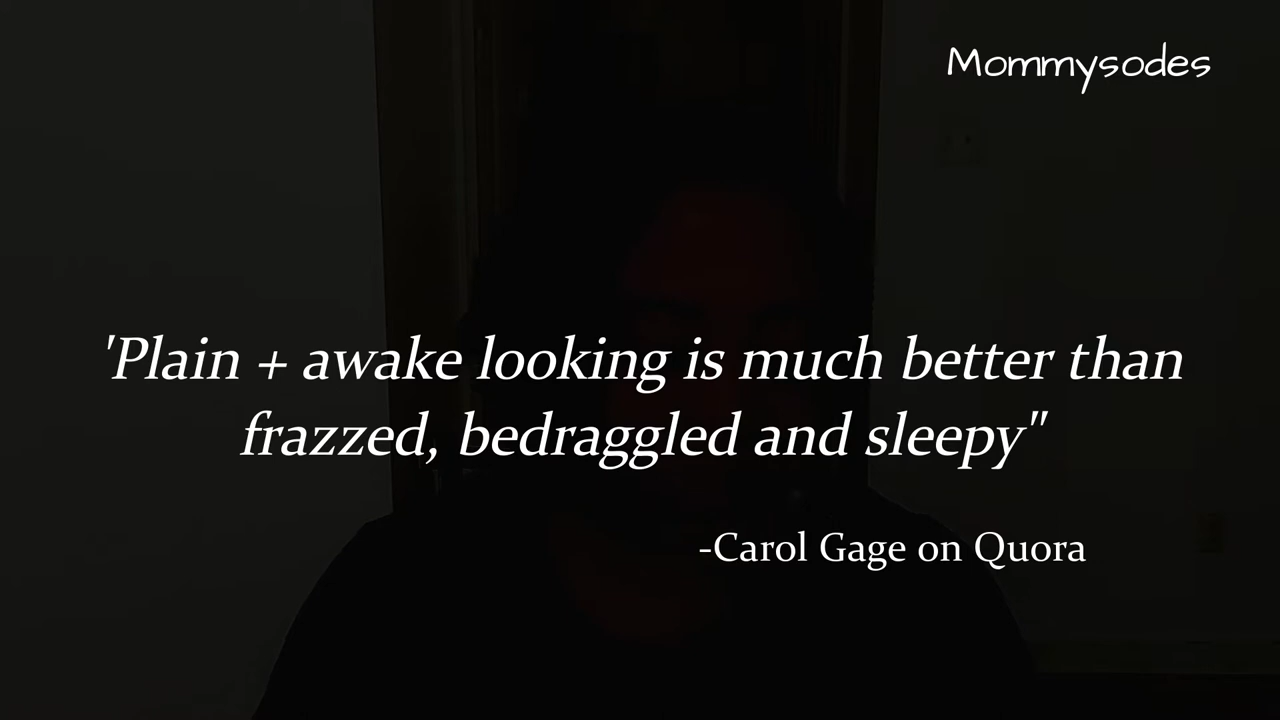 Mommysodes
'Plain + awake looking is much better than
frazzed, bedraggled and sleepy"
-Carol Gage on Quora